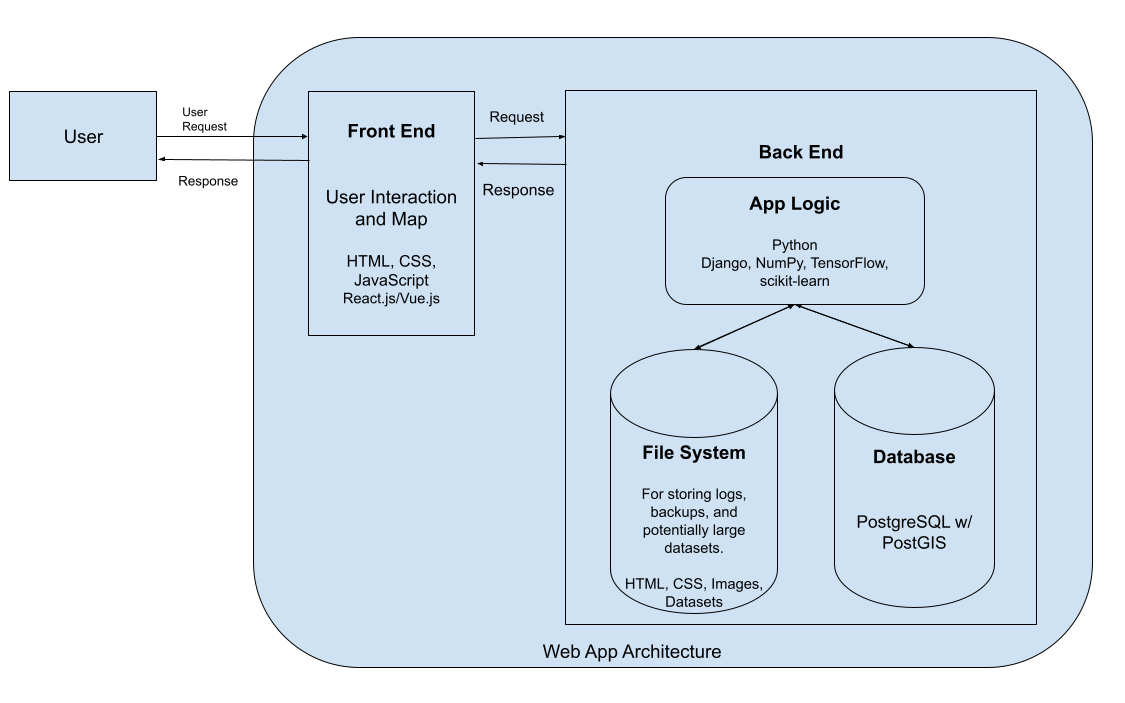 User
User
Request
Response
Front End
User Interaction
and Map
HTML, CSS,
JavaScript
React.js/Vue.js
Request
Response
Back End
App Logic
Python
Django, NumPy, TensorFlow,
scikit-learn
File System
For storing logs,
backups, and
potentially large
datasets.
HTML, CSS, Images,
Datasets
Database
PostgreSQL w/
PostGIS
Web App Architecture